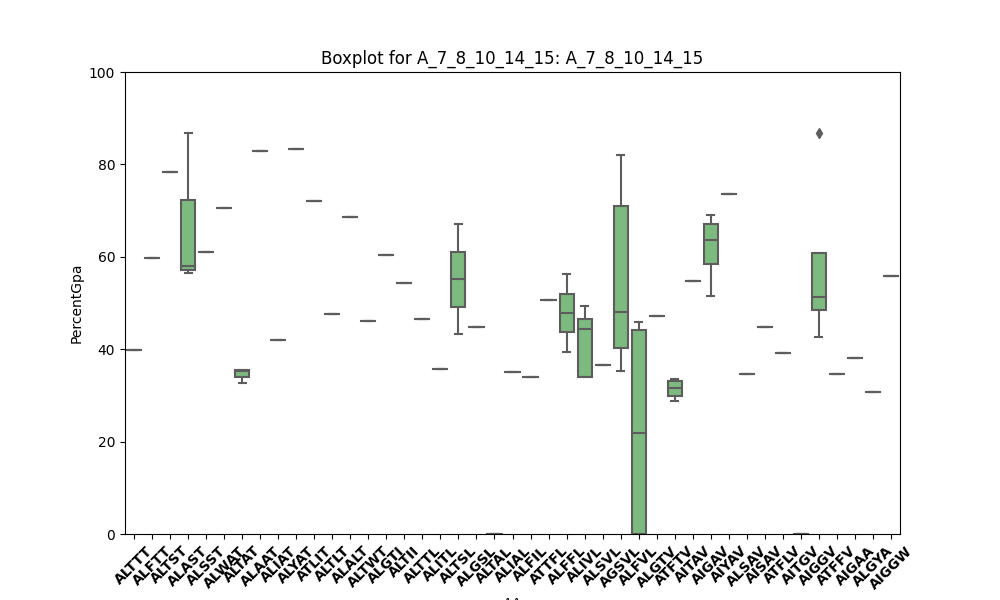 Boxplot for A_7_8_10_14_15: A_7_8_10_14_15
PercentGpa
100
80
60
40
20
0
ALTTT
ALFTT
ALTST
ALAST
ALSST
ALWAT
ALTAT
ALAAT
ALIAT
ALYAT
ATLIT
ALTLT
ALALT
ALTWT
ALGTI
ALTII
ALTTL
ALITL
ALTSL
ALGSL
ALTAL
ALIAL
ALFIL
ATTFL
ALFFL
ALIVL
ALSVL
AGSVL
ALFVL
ALGTV
ATFTV
AITAV
AIGAV
AIYAV
ALSAV
AISAV
ATFLV
AITGV
AIGGV
ATFFV
AIGAA
ALGYA
AIGGW